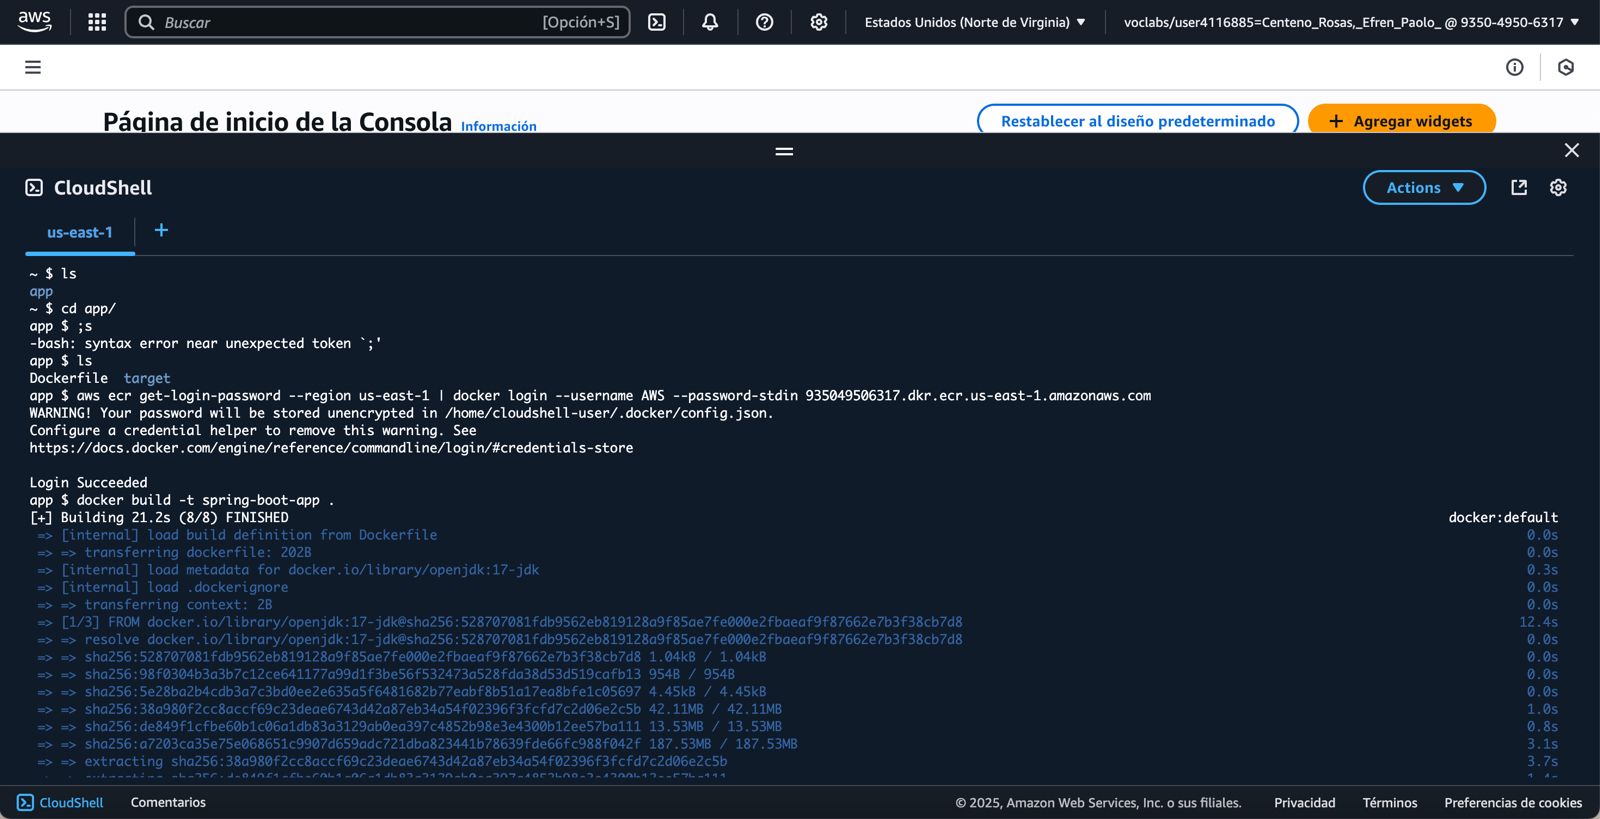 aws
Buscar [Opción+S]
Estados Unidos (Norte de Virginia) ▼
voclabs/user4116885=Centeno_Rosas,_Efren_Paolo_ @ 9350-4950-6317 ▼
Página de inicio de la Consola Información
Restablecer al diseño predeterminado
+ Agregar widgets
CloudShell
Actions ▼
us-east-1 +
~ $ ls
app
~ $ cd app/
app $ ;s
-bash: syntax error near unexpected token `;'
app $ ls
Dockerfile  target
app $ aws ecr get-login-password --region us-east-1 | docker login --username AWS --password-stdin 935049506317.dkr.ecr.us-east-1.amazonaws.com
WARNING! Your password will be stored unencrypted in /home/cloudshell-user/.docker/config.json.
Configure a credential helper to remove this warning. See
https://docs.docker.com/engine/reference/commandline/login/#credentials-store
Login Succeeded
app $ docker build -t spring-boot-app .
[+] Building 21.2s (8/8) FINISHED docker:default
=> [internal] load build definition from Dockerfile 0.0s
=> => transferring dockerfile: 202B 0.0s
=> [internal] load metadata for docker.io/library/openjdk:17-jdk 0.3s
=> [internal] load .dockerignore 0.0s
=> => transferring context: 2B 0.0s
=> [1/3] FROM docker.io/library/openjdk:17-jdk@sha256:528707081fdb9562eb819128a9f85ae7fe000e2fbaeaf9f87662e7b3f38cb7d8 12.4s
=> => resolve docker.io/library/openjdk:17-jdk@sha256:528707081fdb9562eb819128a9f85ae7fe000e2fbaeaf9f87662e7b3f38cb7d8 0.0s
=> => sha256:528707081fdb9562eb819128a9f85ae7fe000e2fbaeaf9f87662e7b3f38cb7d8 1.04kB / 1.04kB 0.0s
=> => sha256:98f0304b3a3b7c12ce641177a99d1f3be56f532473a528fda38d53d519cafb13 954B / 954B 0.0s
=> => sha256:5e28ba2b4cdb3a7c3bd0ee2e635a5f6481682b77eabf8b51a17ea8bfe1c05697 4.45kB / 4.45kB 0.0s
=> => sha256:38a980f2cc8accf69c23deae6743d42a87eb34a54f02396f3fcfd7c2d06e2c5b 42.11MB / 42.11MB 1.0s
=> => sha256:de849f1cfbe60b1c06a1db83a3129ab0ea397c4852b98e3e4300b12ee57ba111 13.53MB / 13.53MB 0.8s
=> => sha256:a7203ca35e75e068651c9907d659adc721dba823441b78639fde66fc988f042f 187.53MB / 187.53MB 3.1s
=> => extracting sha256:38a980f2cc8accf69c23deae6743d42a87eb34a54f02396f3fcfd7c2d06e2c5b 3.7s
=> => extracting sha256:de849f1cfbe60b1c06a1db83a3129ab0ea397c4852b98e3e4300b12ee57ba111 1.4s
CloudShell Comentarios © 2025, Amazon Web Services, Inc. o sus filiales. Privacidad Términos Preferencias de cookies